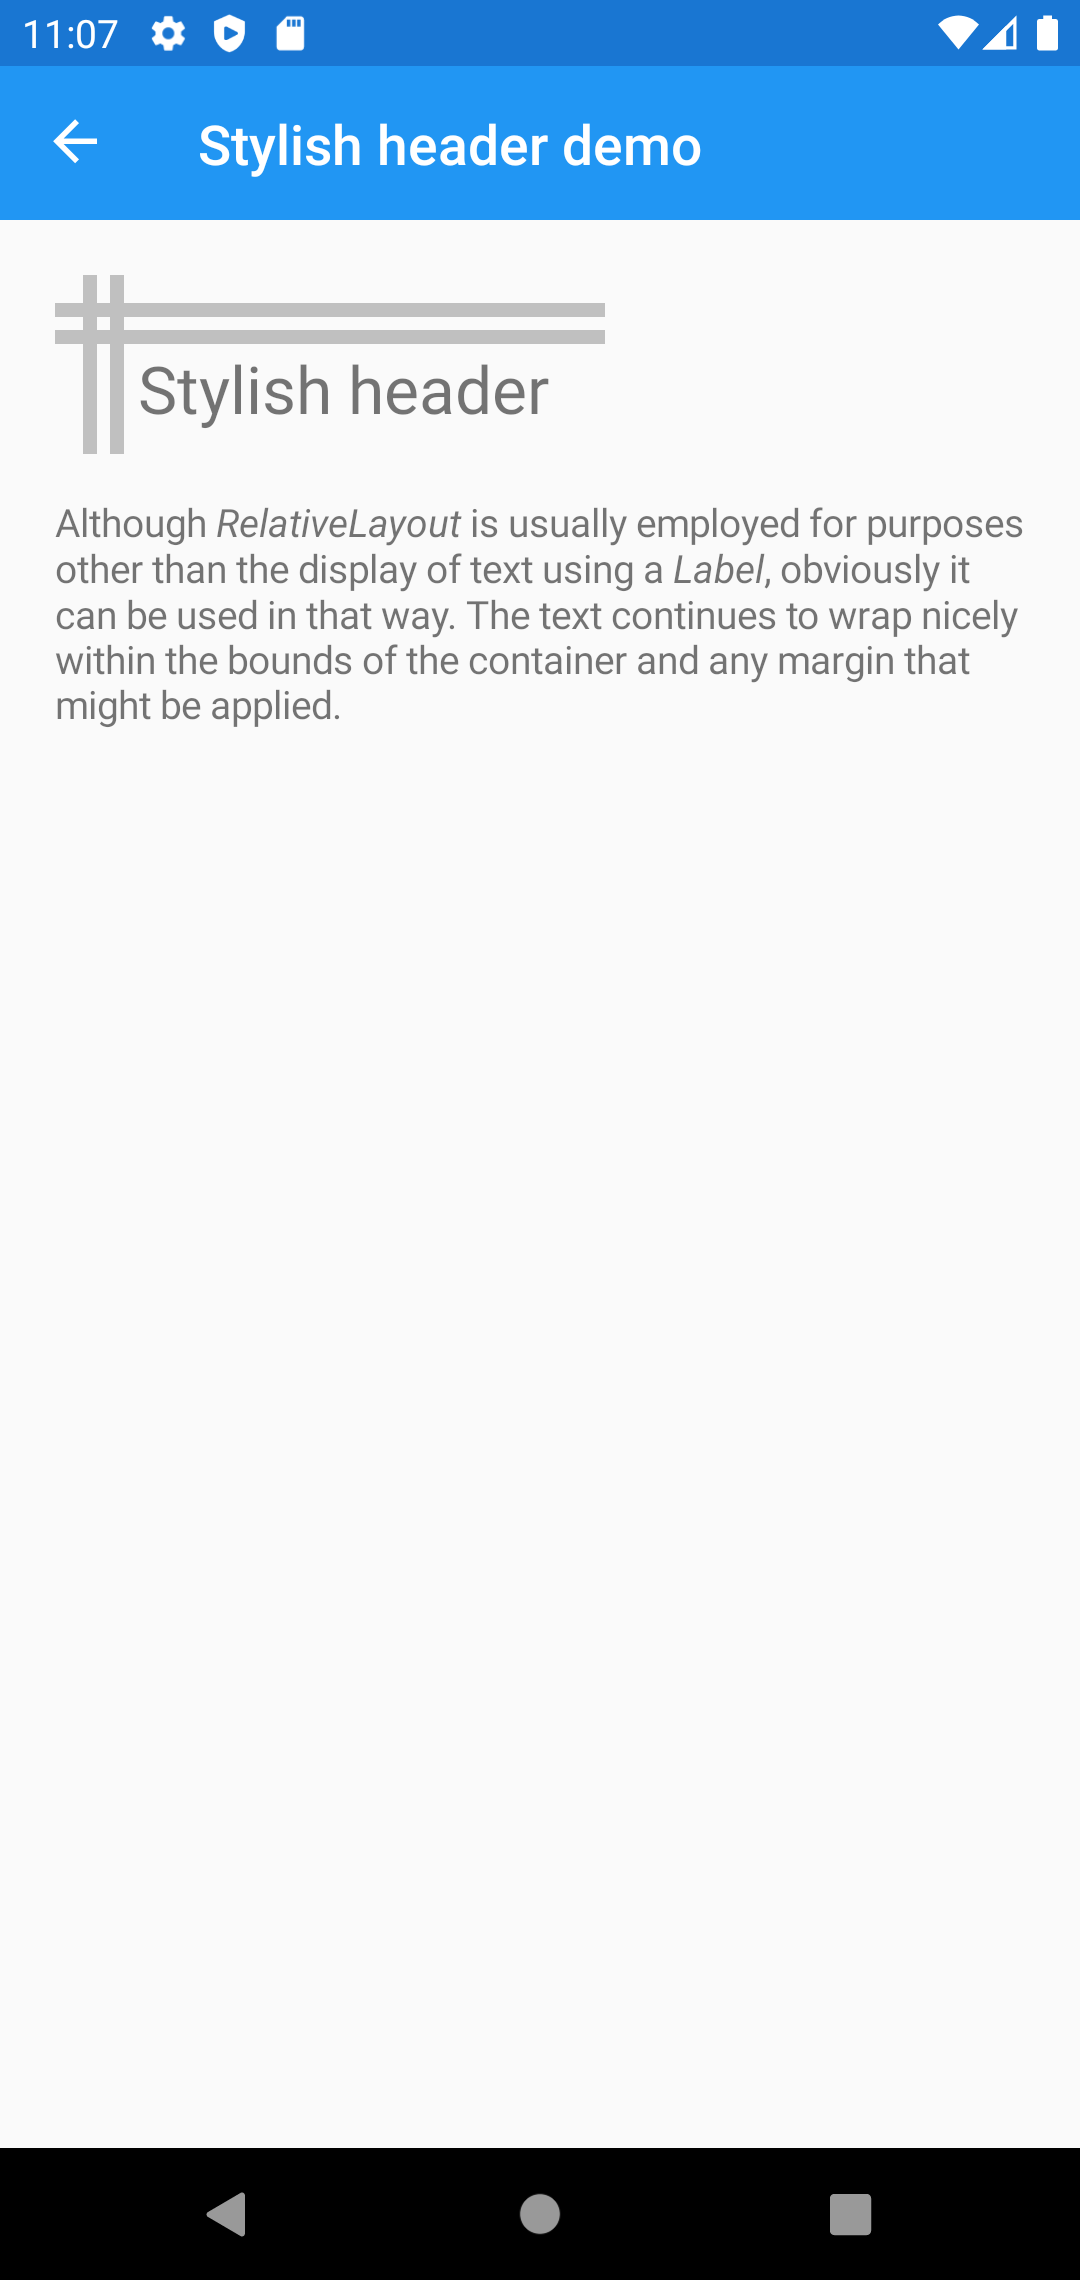 11:07
Stylish header demo
Stylish header
Although RelativeLayout is usually employed for purposes
other than the display of text using a Label, obviously it
can be used in that way. The text continues to wrap nicely
within the bounds of the container and any margin that
might be applied.